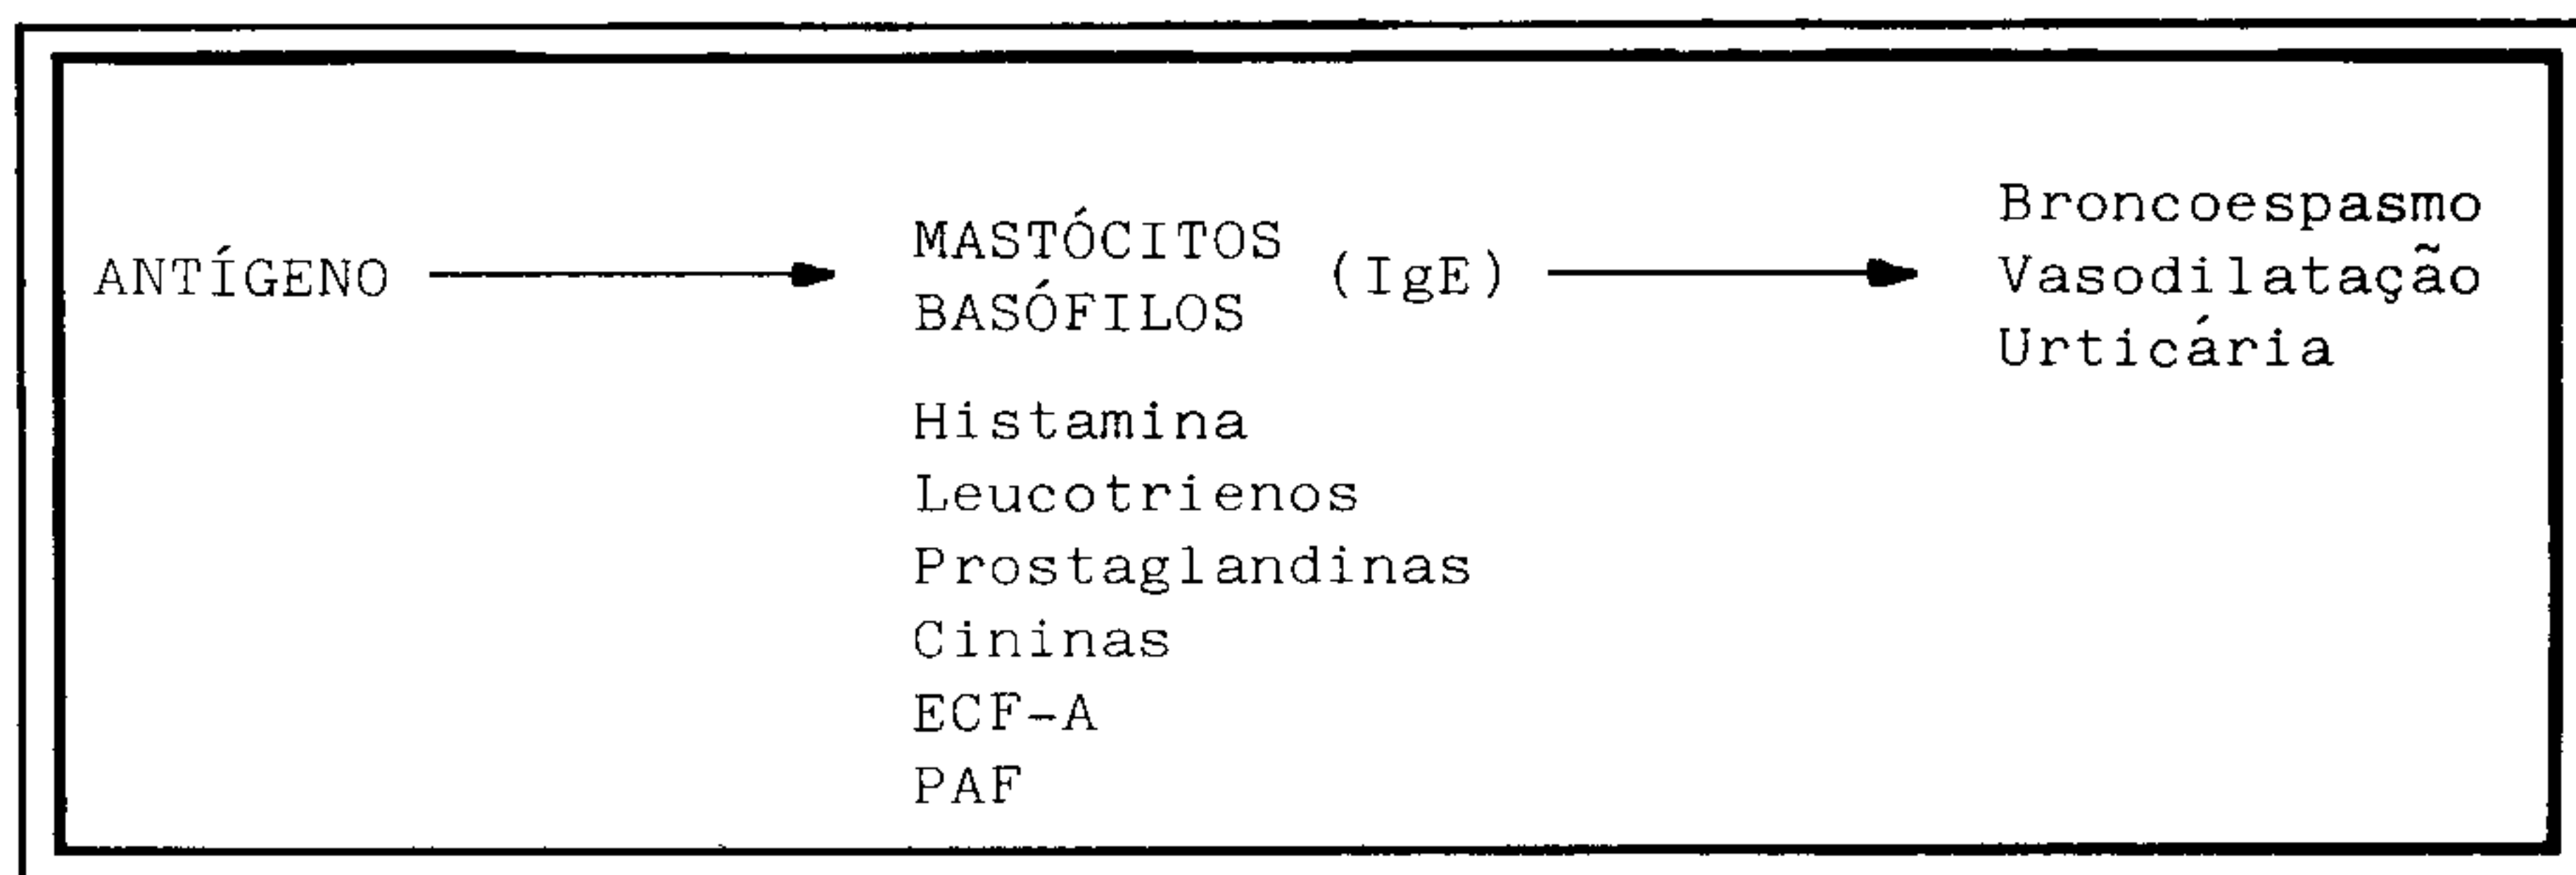 ANTÍGENO
MASTÓCITOS
BASÓFILOS
(IgE)
Histamina
Leucotrienos
Prostaglandinas
Cininas
ECF-A
PAF
Broncoespasmo
Vasodilatação
Urticária